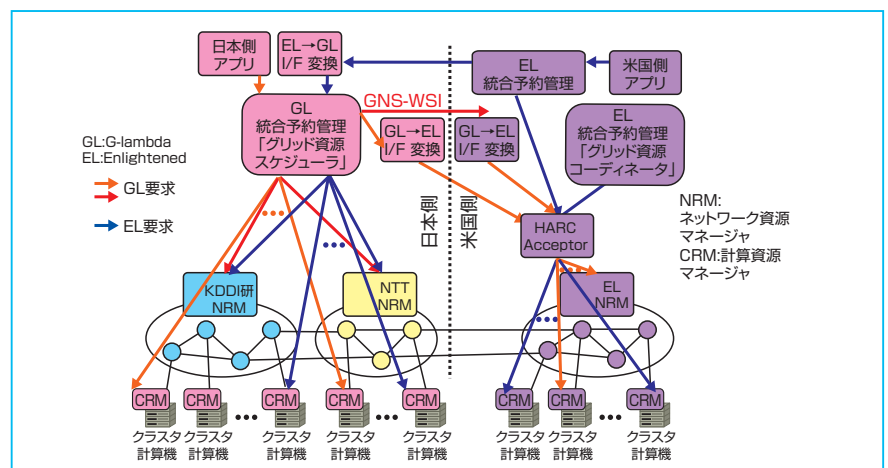 日本側
アプリ
EL→GL
I/F 変換
EL
統合予約管理
米国側
アプリ
GNS-WSI
GL
統合予約管理
「グリッド資源
スケジューラ」
GL→EL
I/F 変換
GL→EL
I/F 変換
EL
統合予約管理
「グリッド資源
コーディネータ」
GL:G-lambda
EL:Enlightened
GL要求
EL要求
日本側
米国側
HARC
Acceptor
NRM:
ネットワーク資源
マネージャ
CRM:計算資源
マネージャ
KDDI研
NRM
NTT
NRM
EL
NRM
CRM
CRM
CRM
CRM
CRM
CRM
CRM
CRM
クラスタ
計算機
クラスタ
計算機
クラスタ
計算機
クラスタ
計算機
クラスタ
計算機
クラスタ
計算機
クラスタ
計算機
クラスタ
計算機